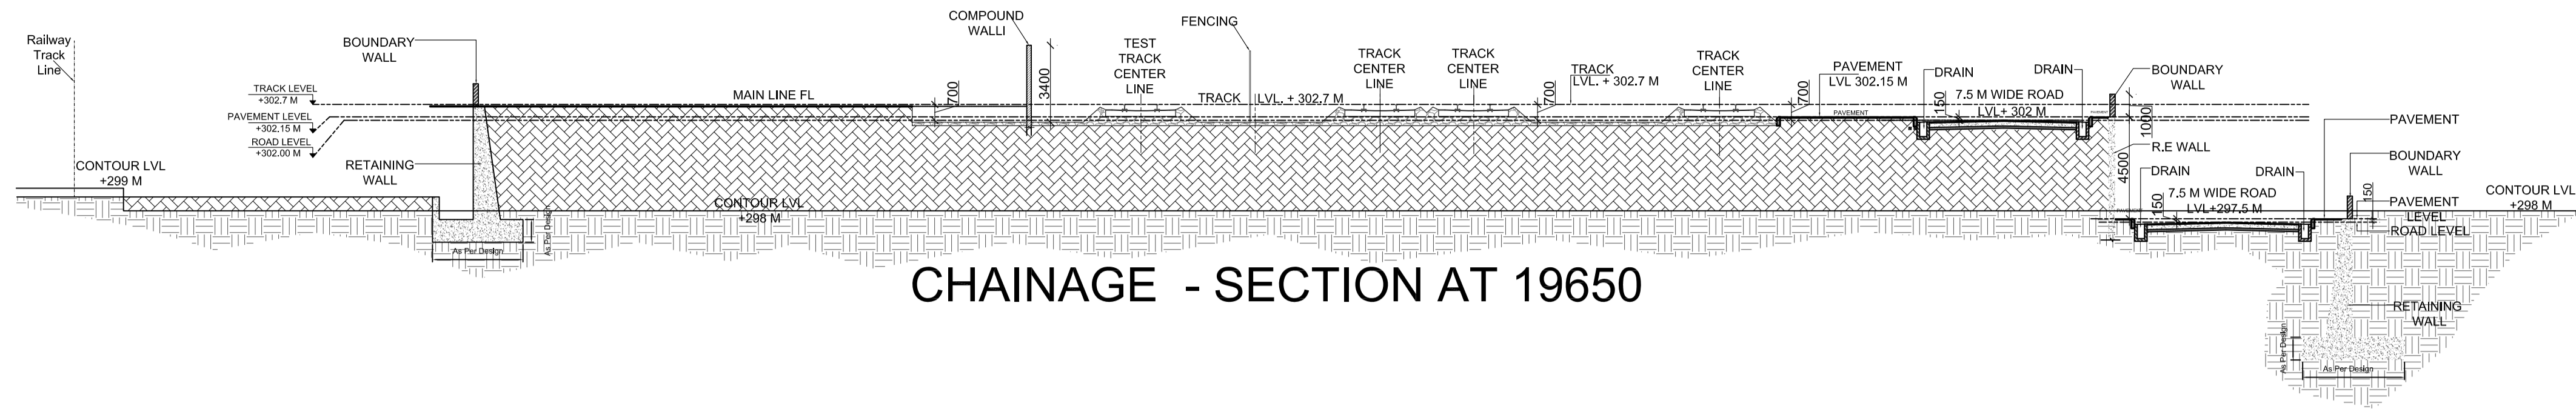 Railway
Track
Line
BOUNDARY
WALL
TRACK LEVEL
+302.7 M
PAVEMENT LEVEL
+302.15 M
ROAD LEVEL
+302.00 M
CONTOUR LVL
+299 M
RETAINING
WALL
As Per Design
As Per Design
MAIN LINE FL
CONTOUR LVL
+298 M
COMPOUND
WALLI
700
3400
TEST
TRACK
CENTER
LINE
FENCING
TRACK
LVL. + 302.7 M
TRACK
CENTER
LINE
TRACK
CENTER
LINE
700
TRACK
LVL. + 302.7 M
TRACK
CENTER
LINE
700
PAVEMENT
LVL 302.15 M
PAVEMENT
DRAIN
DRAIN
150
7.5 M WIDE ROAD
LVL+ 302 M
BOUNDARY
WALL
1000
4500
R.E WALL
PAVEMENT
DRAIN
DRAIN
150
7.5 M WIDE ROAD
LVL+297.5 M
150
BOUNDARY
WALL
PAVEMENT
LEVEL
ROAD LEVEL
CONTOUR LVL
+298 M
RETAINING
WALL
As Per Design
As Per Design
CHAINAGE - SECTION AT 19650